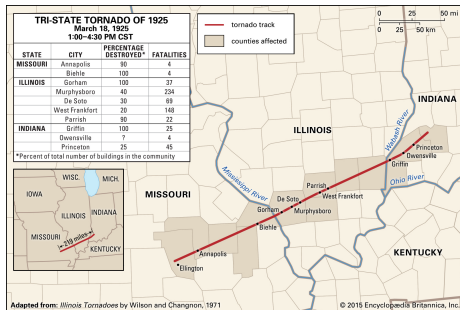 TRI-STATE TORNADO OF 1925
March 18, 1925
1:00–4:30 PM CST
STATE CITY PERCENTAGE DESTROYED* FATALITIES
MISSOURI Annapolis 90 4
Biehle 100 4
ILLINOIS Gorham 100 37
Murphysboro 40 234
De Soto 30 69
West Frankfort 20 148
Parrish 90 22
INDIANA Griffin 100 25
Owensville ? 4
Princeton 25 45
*Percent of total number of buildings in the community
tornado track
counties affected
0 25 50 mi
0 25 50 km
INDIANA
ILLINOIS
Wabash River
Princeton
Owensville
Griffin
Ohio River
Mississippi River
MISSOURI
Parrish
West Frankfort
De Soto
Murphysboro
Gorham
Biehle
KENTUCKY
Annapolis
Ellington
WISC.
MICH.
IOWA
ILLINOIS
INDIANA
MISSOURI
219 miles
KENTUCKY
Adapted from: Illinois Tornadoes by Wilson and Changnon, 1971
© 2015 Encyclopædia Britannica, Inc.